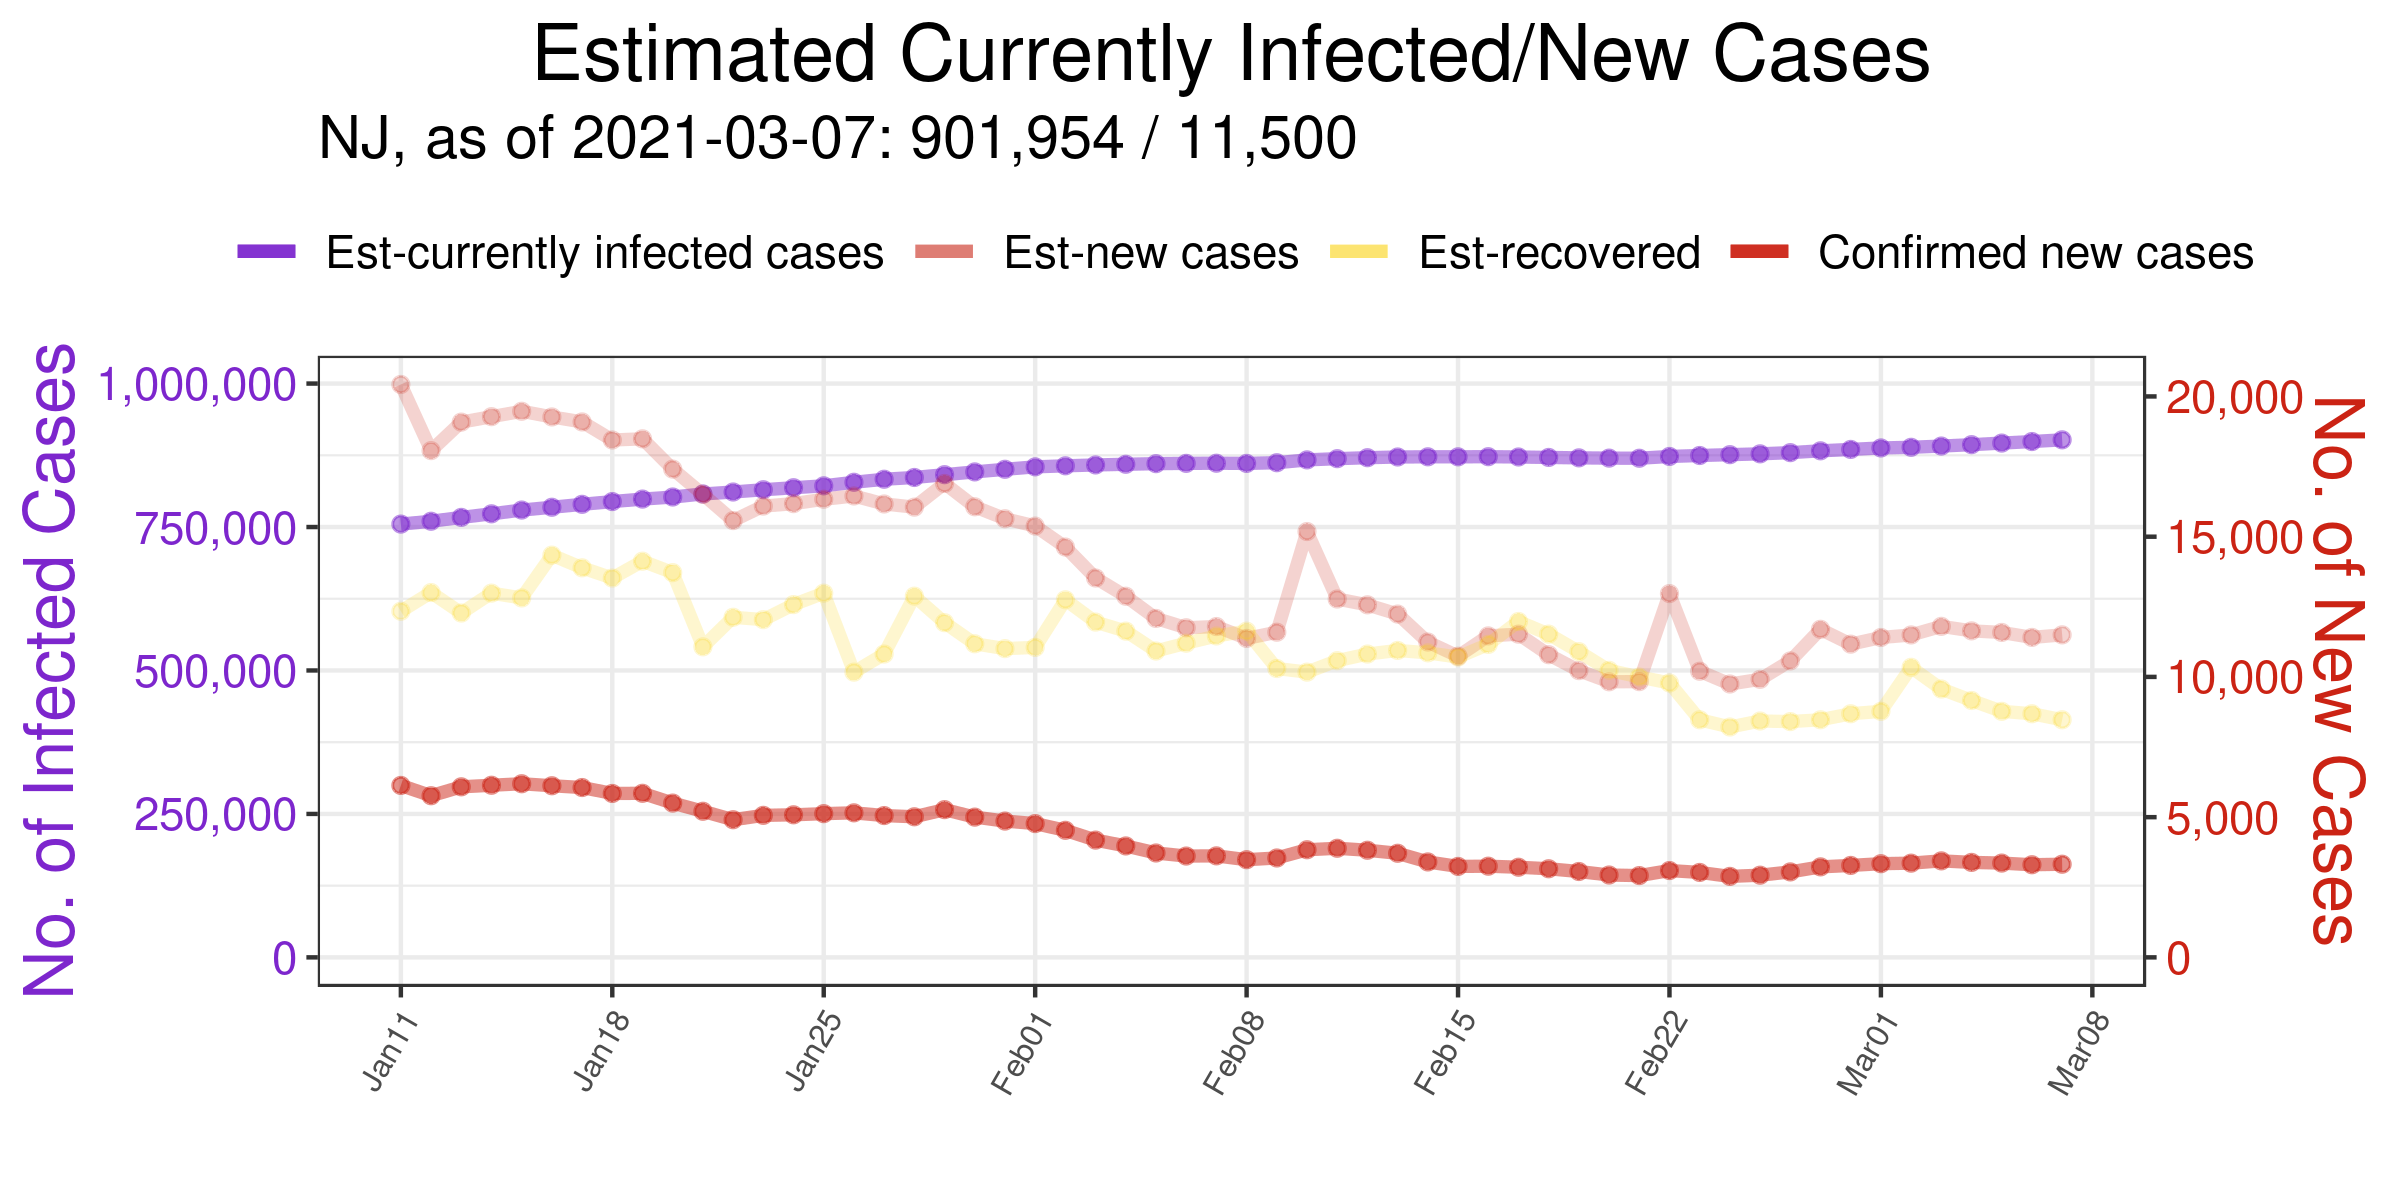 Estimated Currently Infected/New Cases
NJ, as of 2021-03-07: 901,954 / 11,500
Est-currently infected cases Est-new cases Est-recovered Confirmed new cases
No. of Infected Cases
1,000,000
750,000
500,000
250,000
0
20,000
15,000
10,000
5,000
0
No. of New Cases
Jan11 Jan18 Jan25 Feb01 Feb08 Feb15 Feb22 Mar01 Mar08